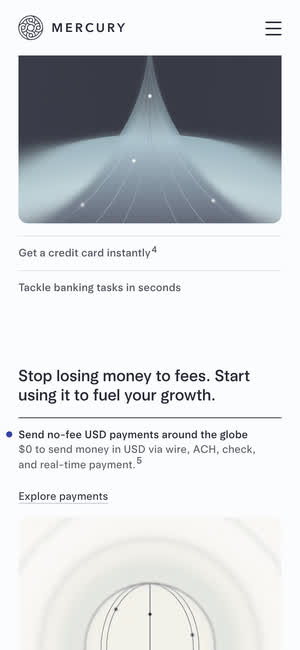 MERCURY
Get a credit card instantly4
Tackle banking tasks in seconds
Stop losing money to fees. Start
using it to fuel your growth.
Send no-fee USD payments around the globe
$0 to send money in USD via wire, ACH, check,
and real-time payment.5
Explore payments